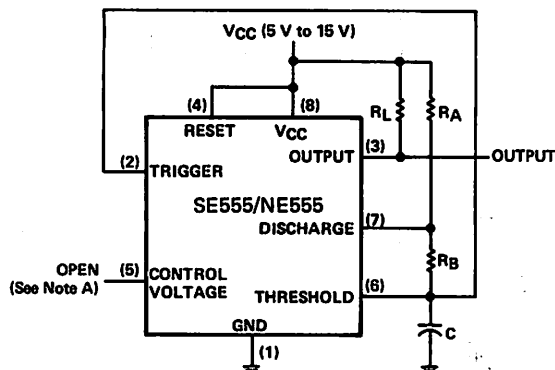 VCC (5 V to 15 V)
(4)
(8)
RL
RA
RESET
VCC
(3)
OUTPUT
OUTPUT
(2)
TRIGGER
SE555/NE555
(7)
DISCHARGE
RB
OPEN
(5)
CONTROL
(See Note A)
VOLTAGE
(6)
THRESHOLD
GND
C
(1)